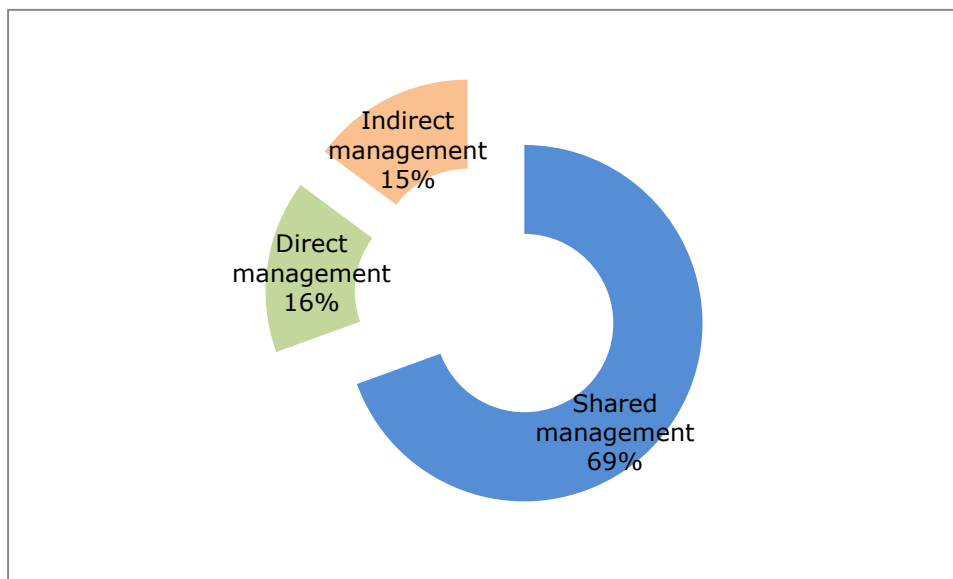 Indirect
management
15%
Direct
management
16%
Shared
management
69%